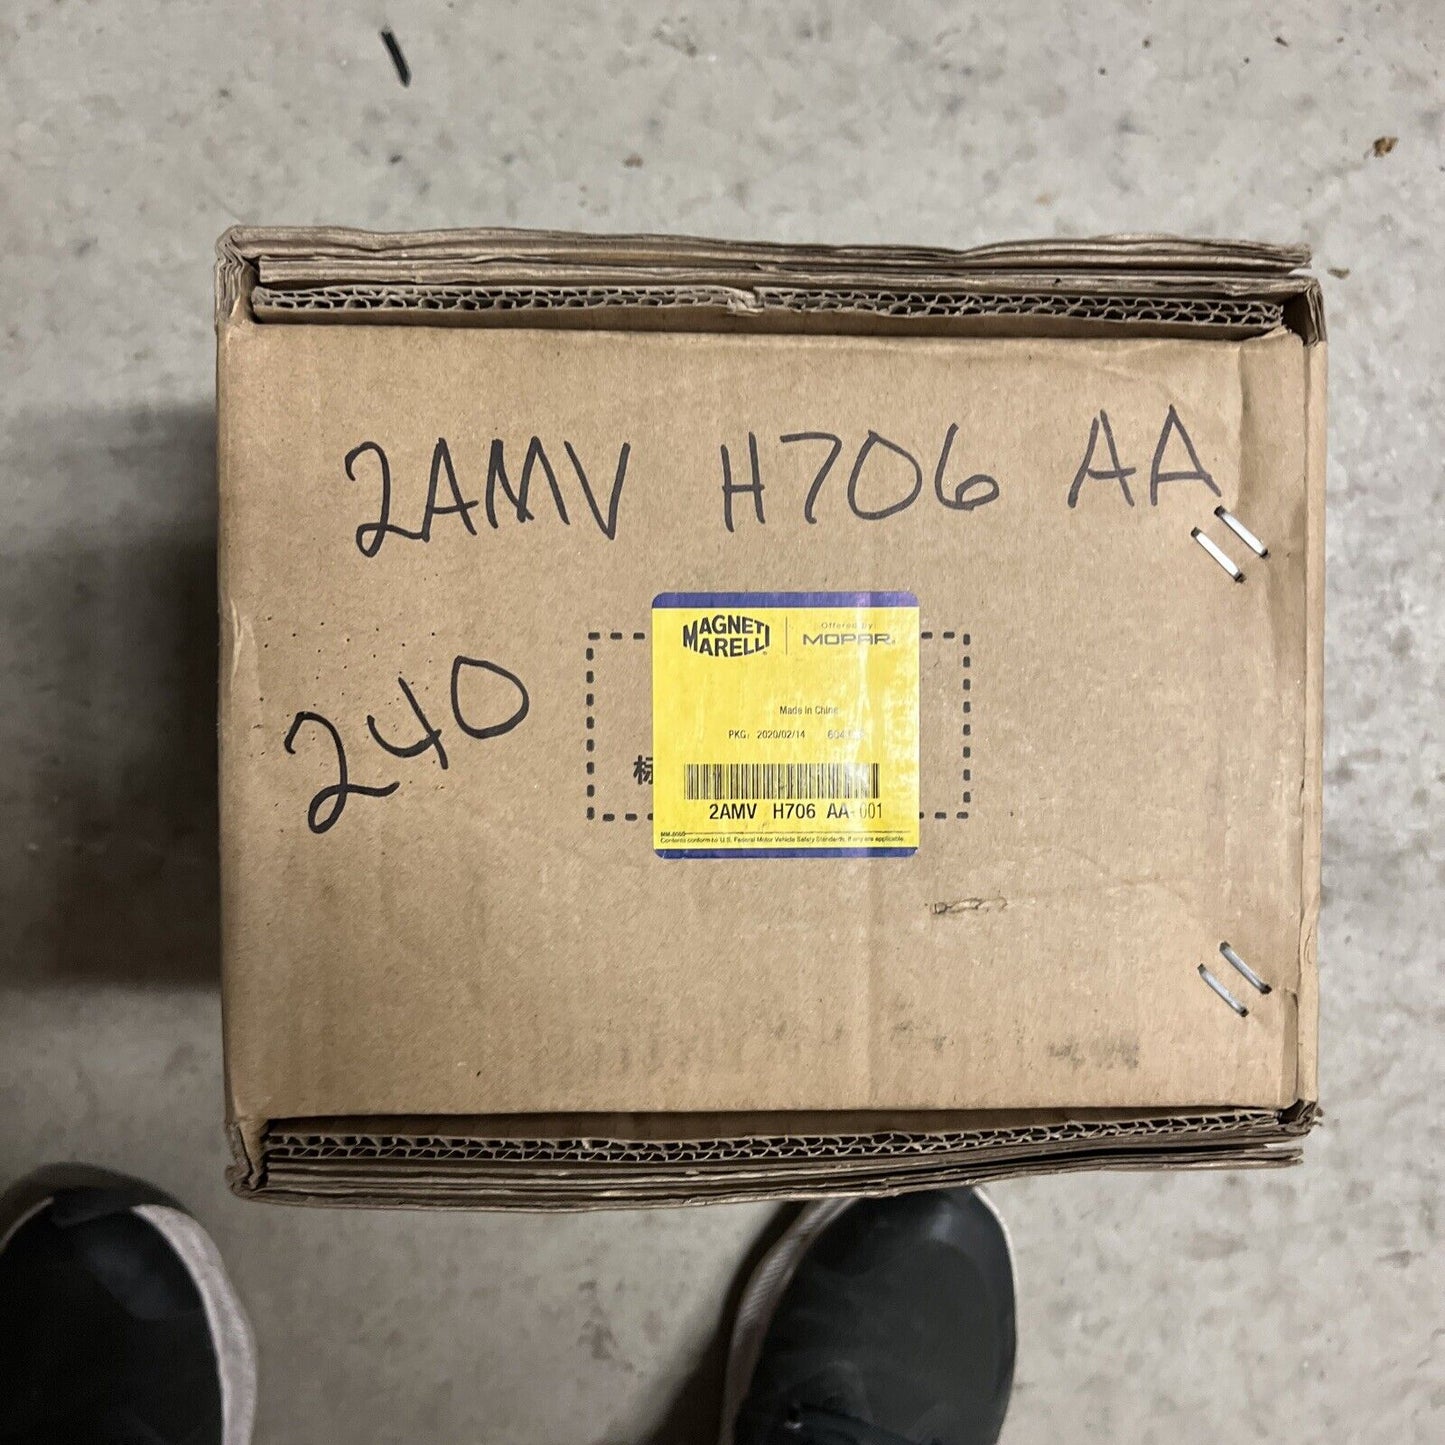 2AMV H706 AA
240
MAGNETI
MARELLI
Offered by
MOPAR
Made in China
PKG: 2020/02/14
标
2AMV H706 AA-001
Contents conform to U.S. Federal Motor Vehicle Safety Standards, if any are applicable.